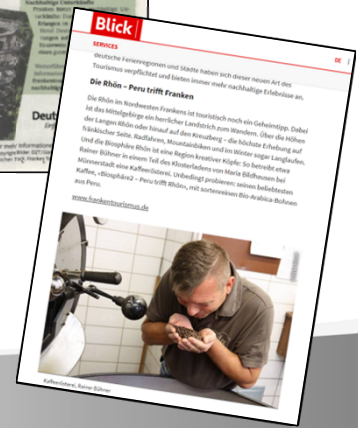 Nachhaltige Unterkünfte
Deut
Blick
SERVICES
DE
deutsche Ferienregionen und Städte haben sich dieser neuen Art des
Tourismus verpflichtet und bieten immer mehr nachhaltige Erlebnisse an.
Die Rhön – Peru trifft Franken
Die Rhön im Nordwesten Frankens ist touristisch noch ein Geheimtipp. Dabei
ist das Mittelgebirge ein herrlicher Landstrich zum Wandern. Über die Höhen
der Langen Rhön oder hinauf auf den Kreuzberg – die höchste Erhebung auf
fränkischer Seite. Radfahren, Mountainbiken und im Winter sogar Langlaufen.
Und die Biosphäre Rhön ist eine Region kreativer Köpfe: So betreibt etwa
Rainer Bühner in einem Teil des Klosterladens von Maria Bildhausen bei
Münnerstadt eine Kaffeerösterei. Unbedingt probieren: seinen beliebtesten
Kaffee, «Biosphäre2 – Peru trifft Rhön», mit sortenreinen Bio-Arabica-Bohnen
aus Peru.
www.frankentourismus.de
Kaffeerösterei, Rainer Bühner